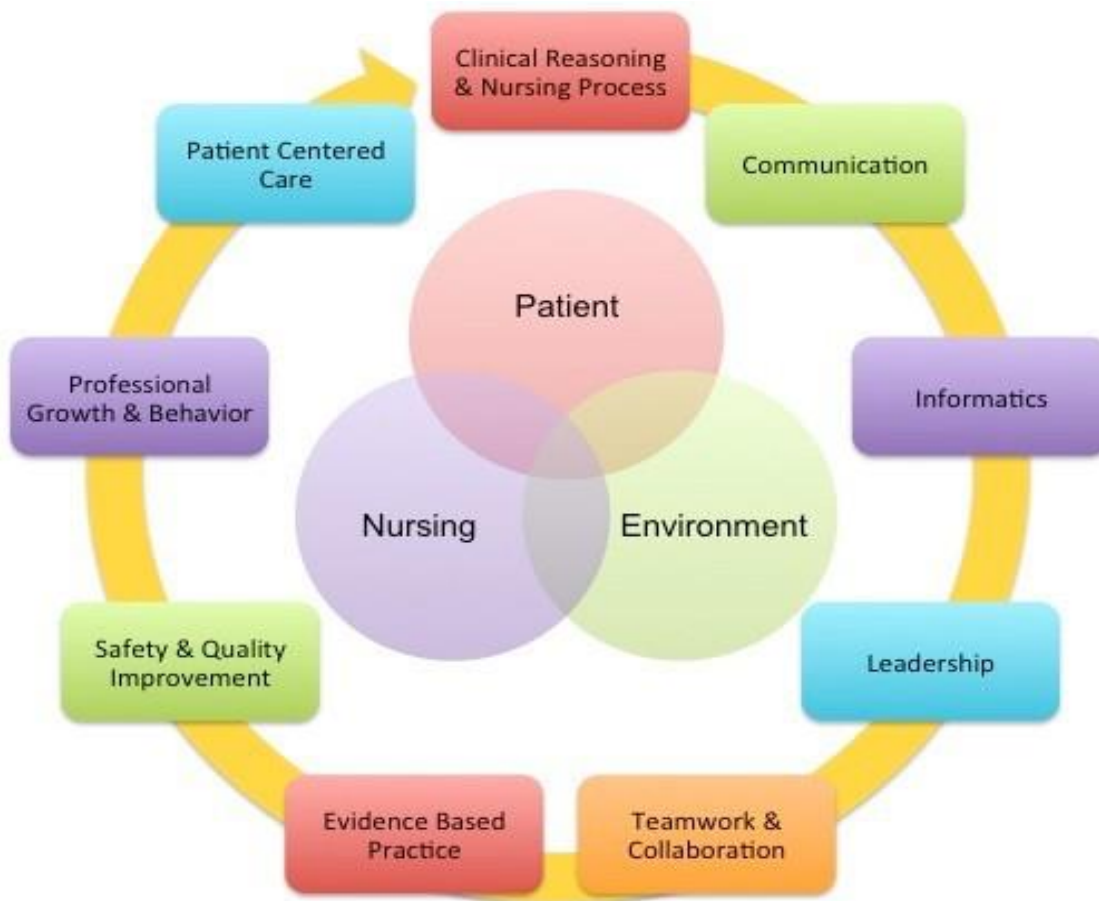 Clinical Reasoning
& Nursing Process
Communication
Informatics
Leadership
Teamwork &
Collaboration
Evidence Based
Practice
Safety & Quality
Improvement
Professional
Growth & Behavior
Patient Centered
Care
Patient
Nursing
Environment